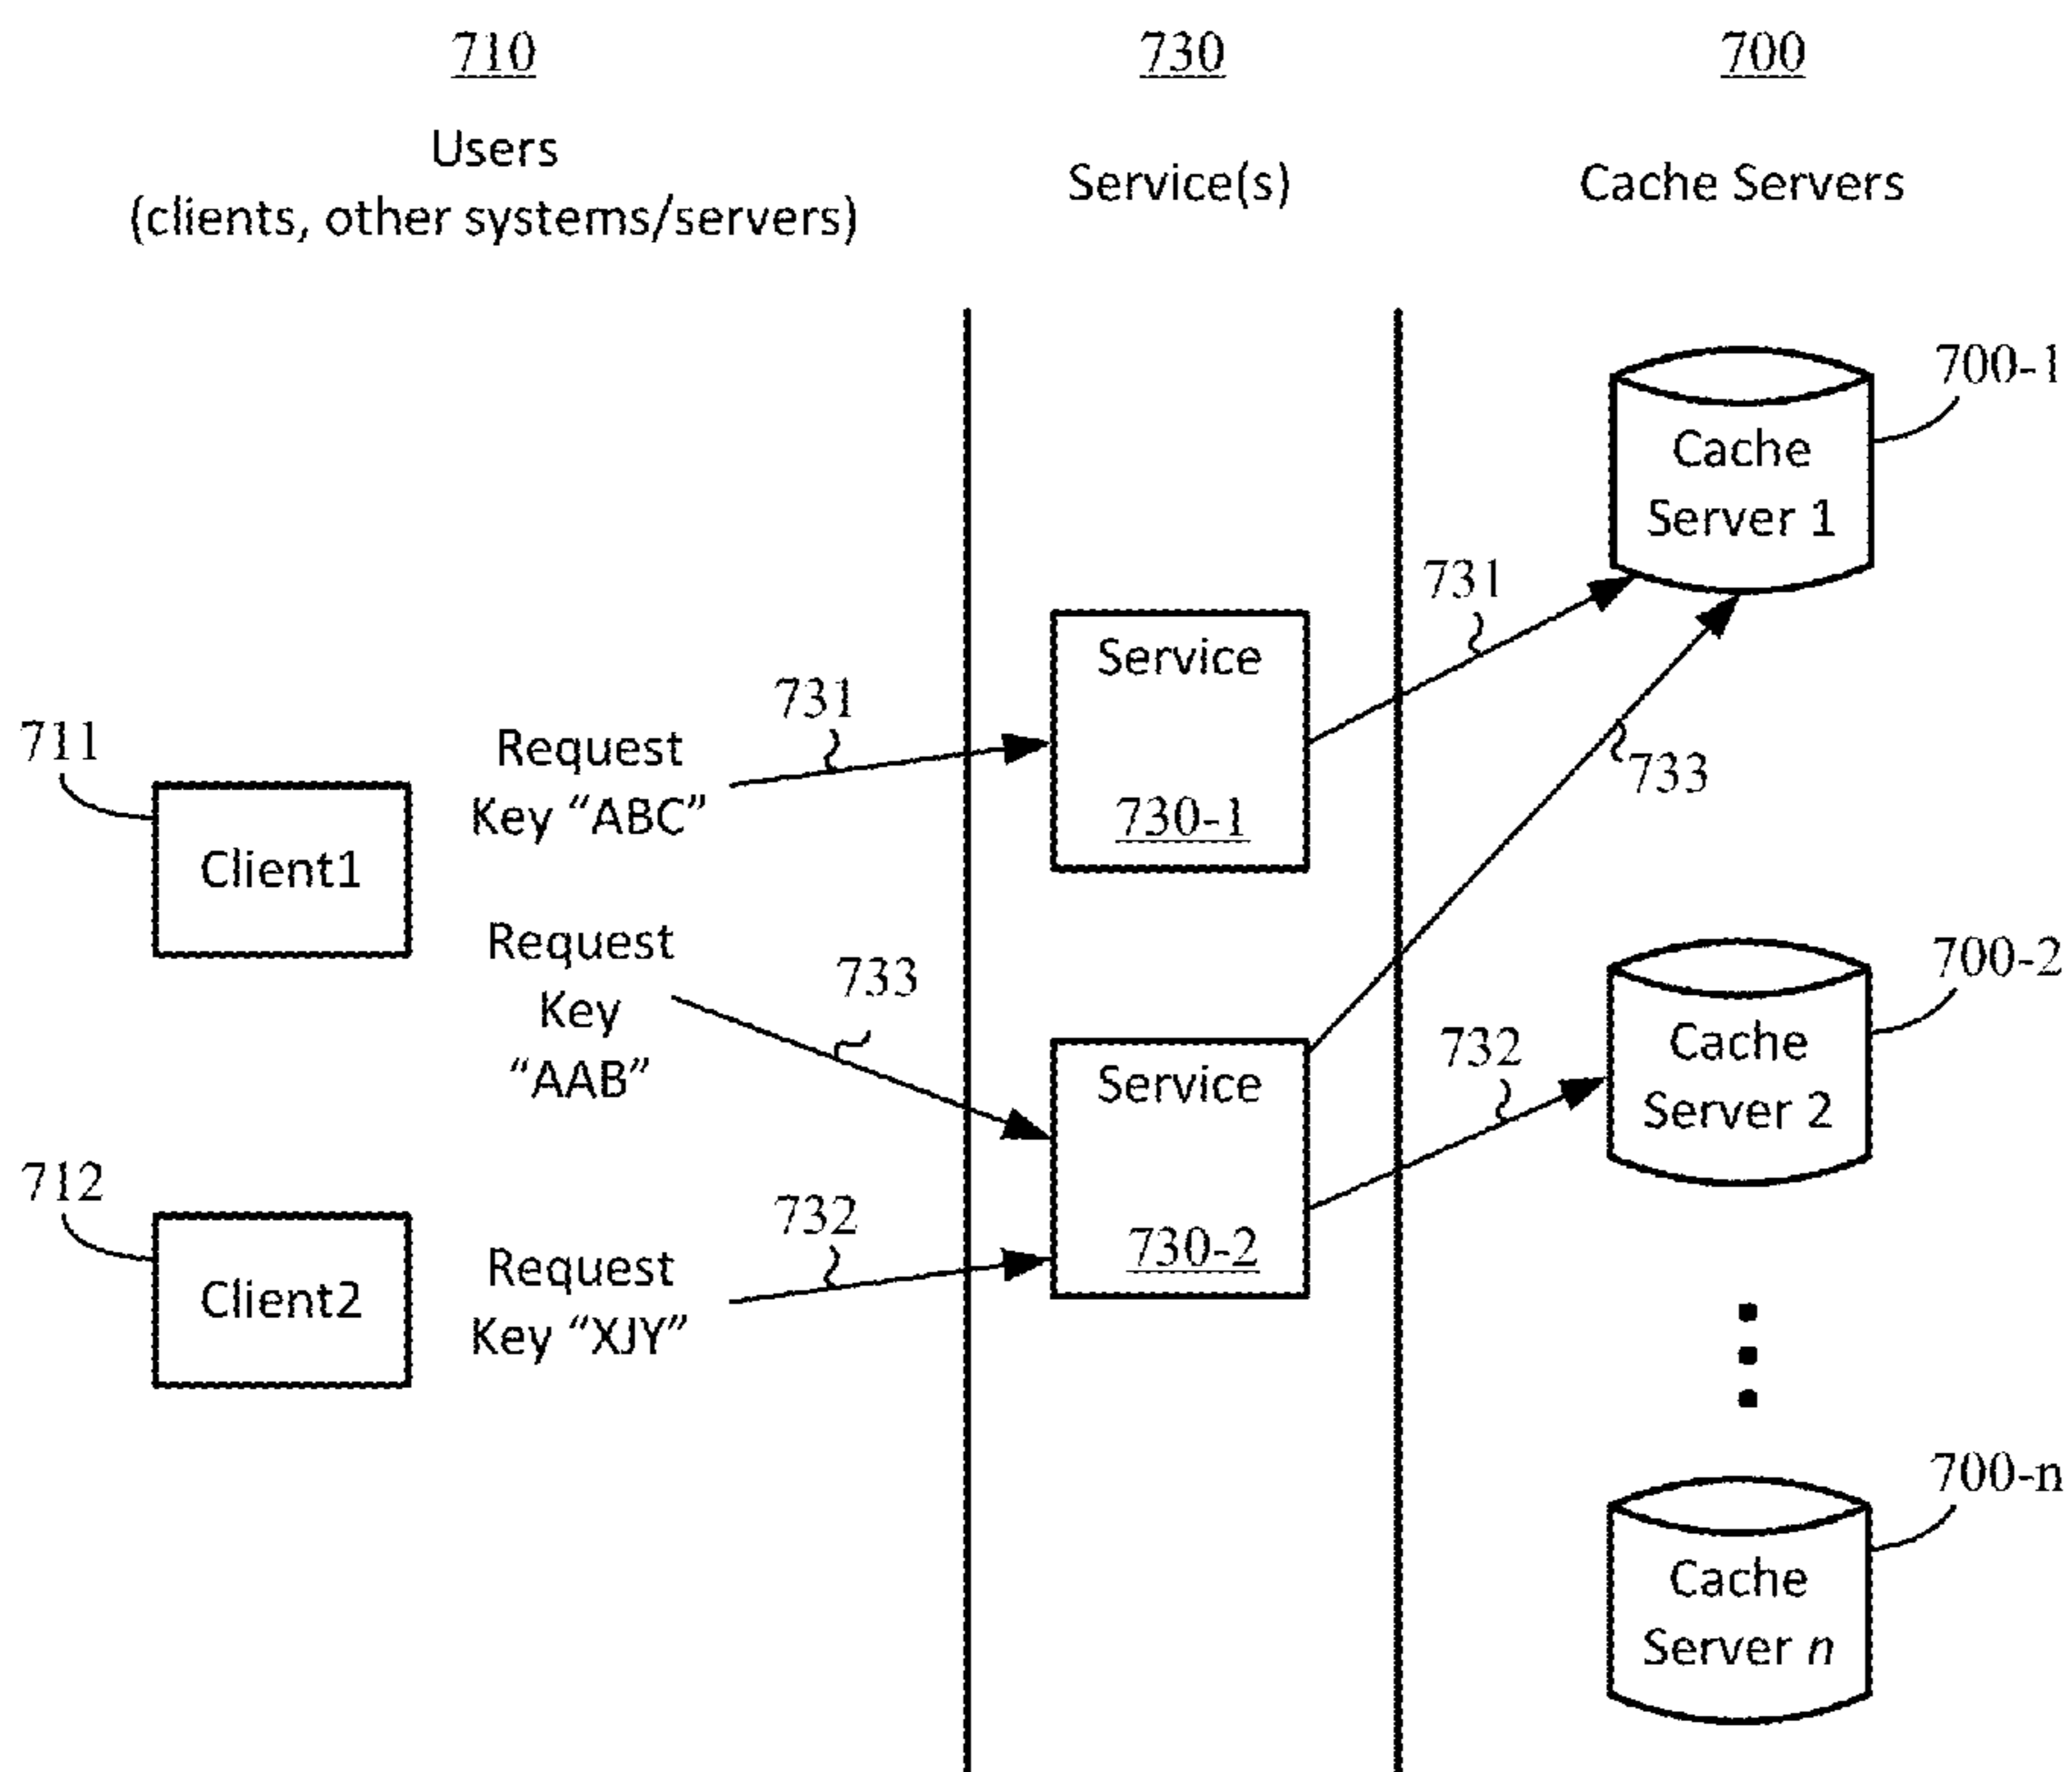 710
Users
(clients, other systems/servers)
730
Service(s)
700
Cache Servers
711
Client1
Request
Key “ABC”
731
Request
Key
“AAB”
733
712
Client2
Request
Key “XJY”
732
Service
730-1
Service
730-2
731
733
732
Cache
Server 1
700-1
Cache
Server 2
700-2
Cache
Server n
700-n